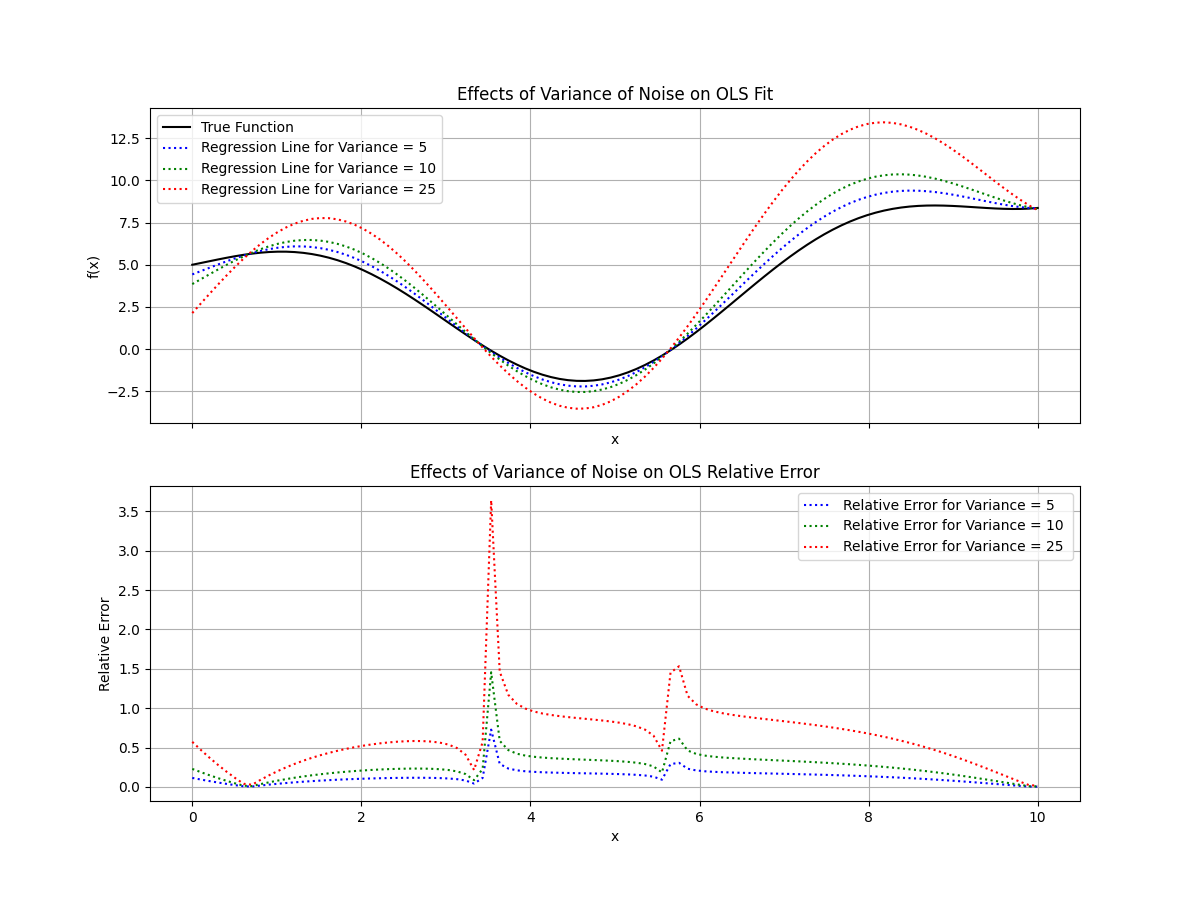 Effects of Variance of Noise on OLS Fit
True Function
Regression Line for Variance = 5
Regression Line for Variance = 10
Regression Line for Variance = 25
12.5
10.0
7.5
5.0
2.5
0.0
−2.5
f(x)
x
Effects of Variance of Noise on OLS Relative Error
Relative Error for Variance = 5
Relative Error for Variance = 10
Relative Error for Variance = 25
3.5
3.0
2.5
2.0
1.5
1.0
0.5
0.0
Relative Error
0 2 4 6 8 10
x